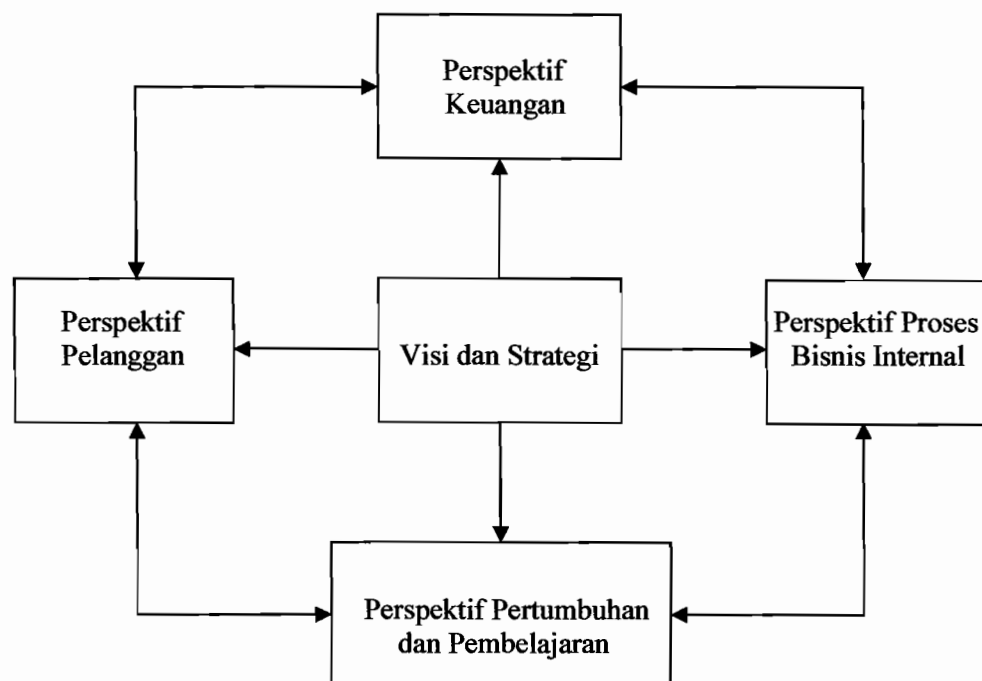 Perspektif
Keuangan
Perspektif
Pelanggan
Visi dan Strategi
Perspektif Proses
Bisnis Internal
Perspektif Pertumbuhan
dan Pembelajaran